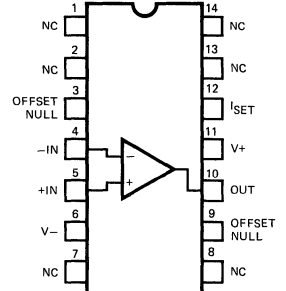 1 14
NC NC
2 13
NC NC
3 12
OFFSET NULL ISET
4 11
−IN − V+
5 10
+IN + OUT
6 9
V− OFFSET NULL
7 8
NC NC